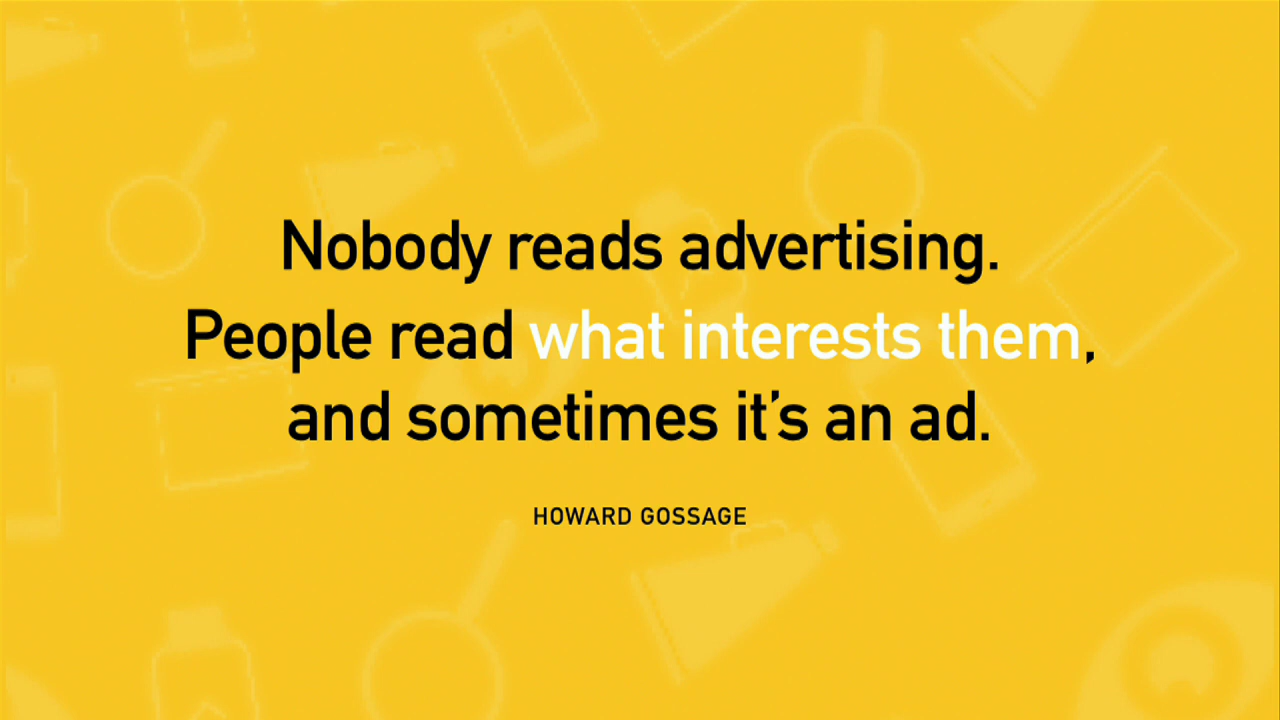 Nobody reads advertising.
People read what interests them,
and sometimes it’s an ad.
HOWARD GOSSAGE